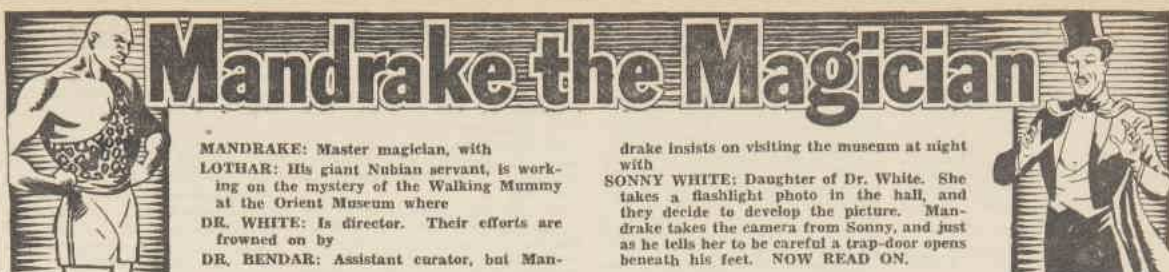 Mandrake the Magician
MANDRAKE: Master magician, with
LOTHAR: His giant Nubian servant, is work-
ing on the mystery of the Walking Mummy
at the Orient Museum where
DR. WHITE: Is director. Their efforts are
frowned on by
DR. BENDAR: Assistant curator, but Man-
drake insists on visiting the museum at night
with
SONNY WHITE: Daughter of Dr. White. She
takes a flashlight photo in the hall, and
they decide to develop the picture. Man-
drake takes the camera from Sonny, and just
as he tells her to be careful a trap-door opens
beneath his feet. NOW READ ON.